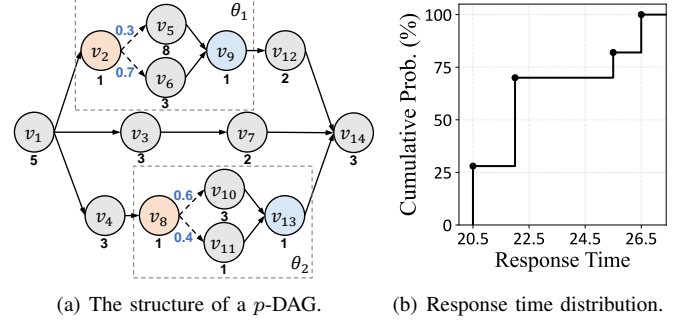 θ₁
v₅
0.3
8
v₂
v₉
v₁₂
0.7
1
v₆
1
2
3
v₁
v₃
v₇
v₁₄
5
3
2
3
v₁₀
0.6
v₄
v₈
3
v₁₃
3
1
0.4
v₁₁
1
1
θ₂
(a) The structure of a p-DAG.
Cumulative Prob. (%)
100
75
50
25
0
20.5 22.5 24.5 26.5
Response Time
(b) Response time distribution.